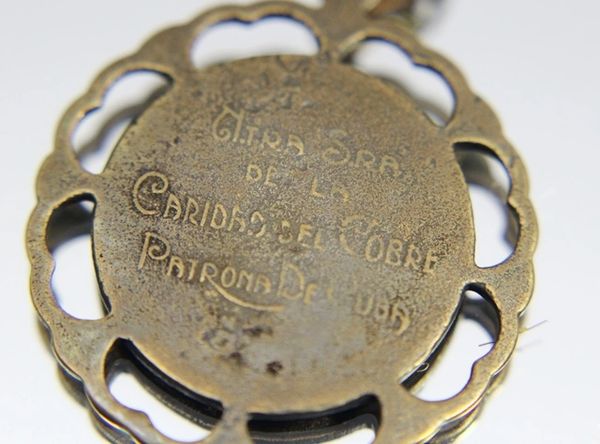 Ntra Sra
DE LA
CARIDAD DEL COBRE
PATRONA DE CUBA